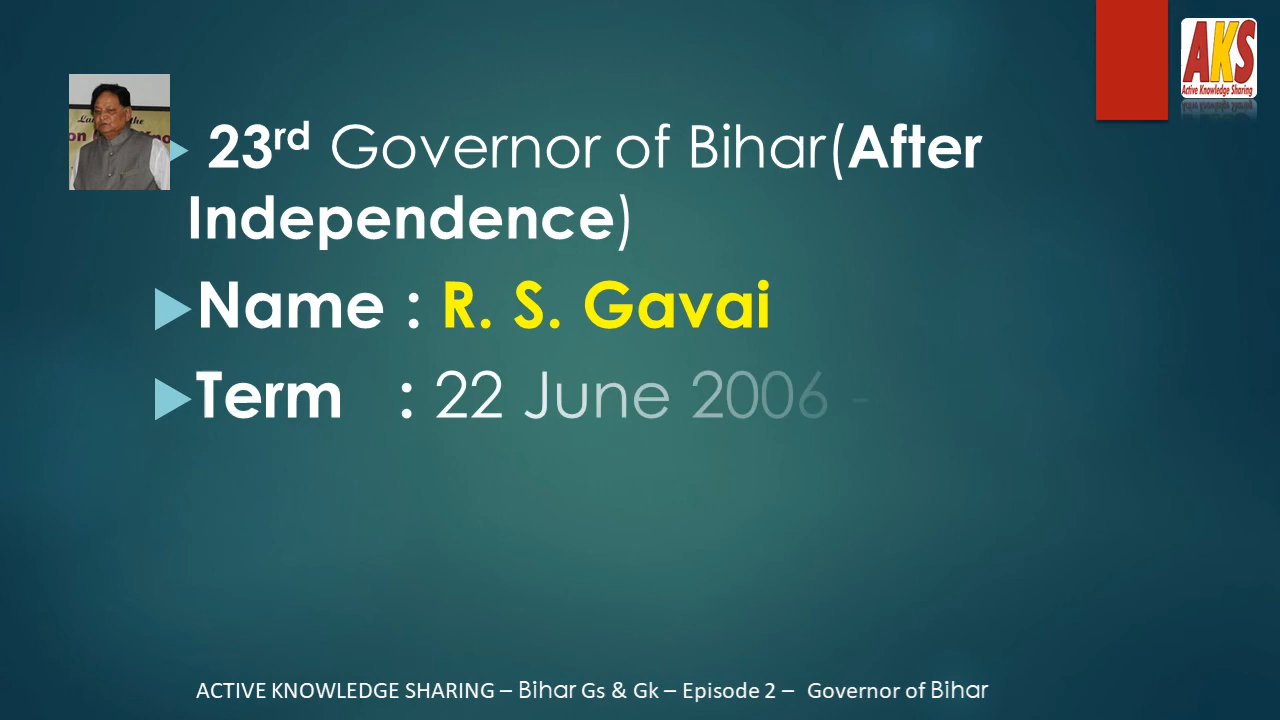 AKS
Active Knowledge Sharing
23rd Governor of Bihar(After
Independence)
Name : R. S. Gavai
Term : 22 June 2006 -
ACTIVE KNOWLEDGE SHARING – Bihar Gs & Gk – Episode 2 – Governor of Bihar